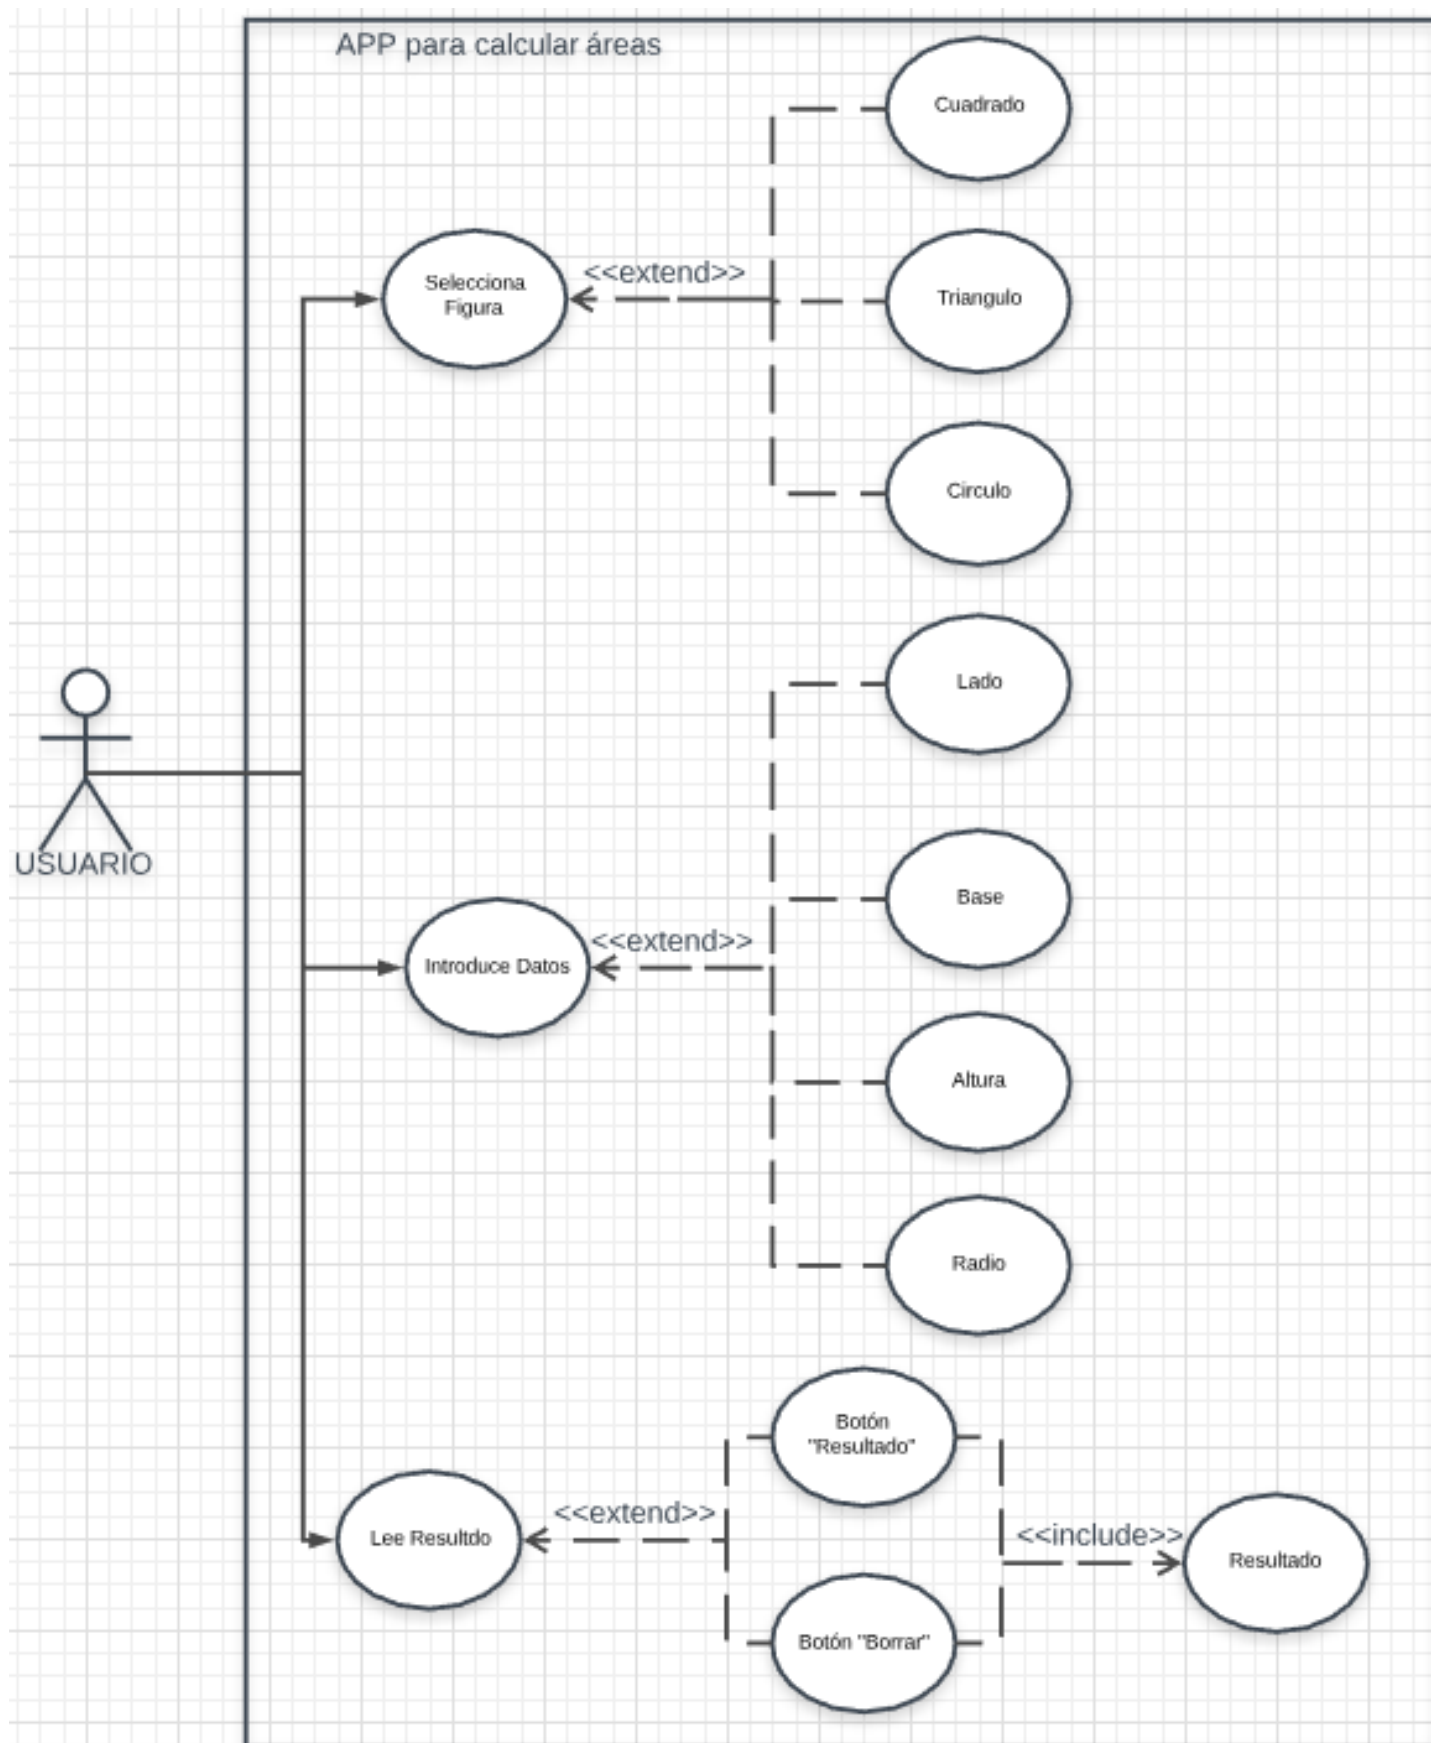 APP para calcular áreas
Cuadrado
<<extend>>
Selecciona
Figura
Triangulo
Circulo
Lado
USUARIO
Base
<<extend>>
Introduce Datos
Altura
Radio
Botón
"Resultado"
<<extend>>
Lee Resultdo
<<include>>
Resultado
Botón "Borrar"